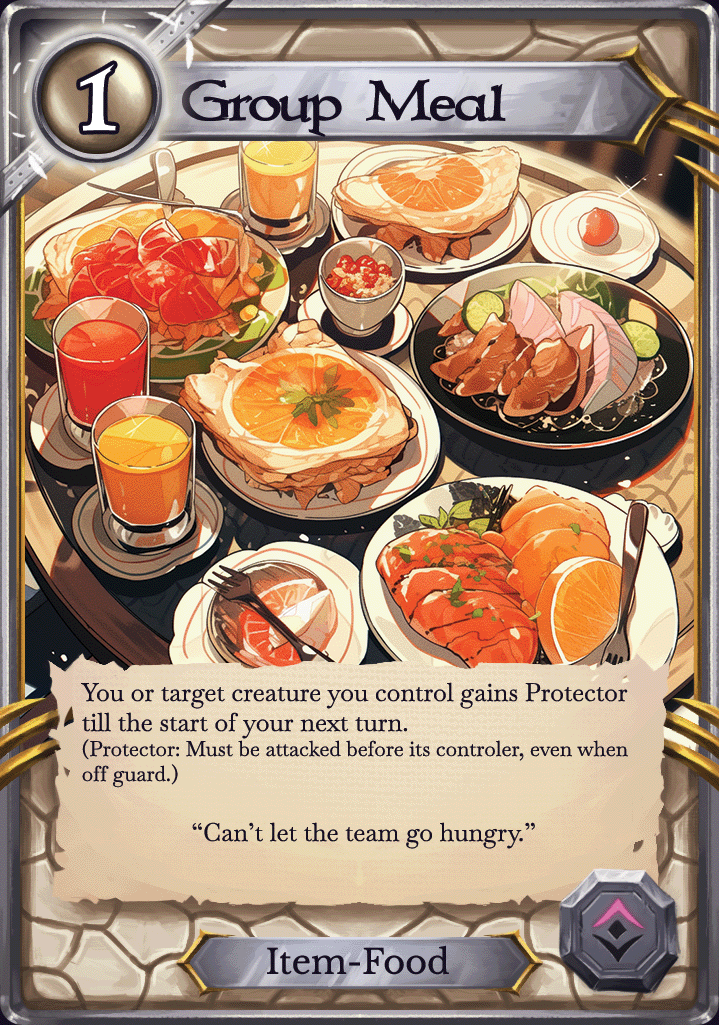 1
Group Meal
You or target creature you control gains Protector
till the start of your next turn.
(Protector: Must be attacked before its controler, even when
off guard.)
“Can’t let the team go hungry.”
Item-Food